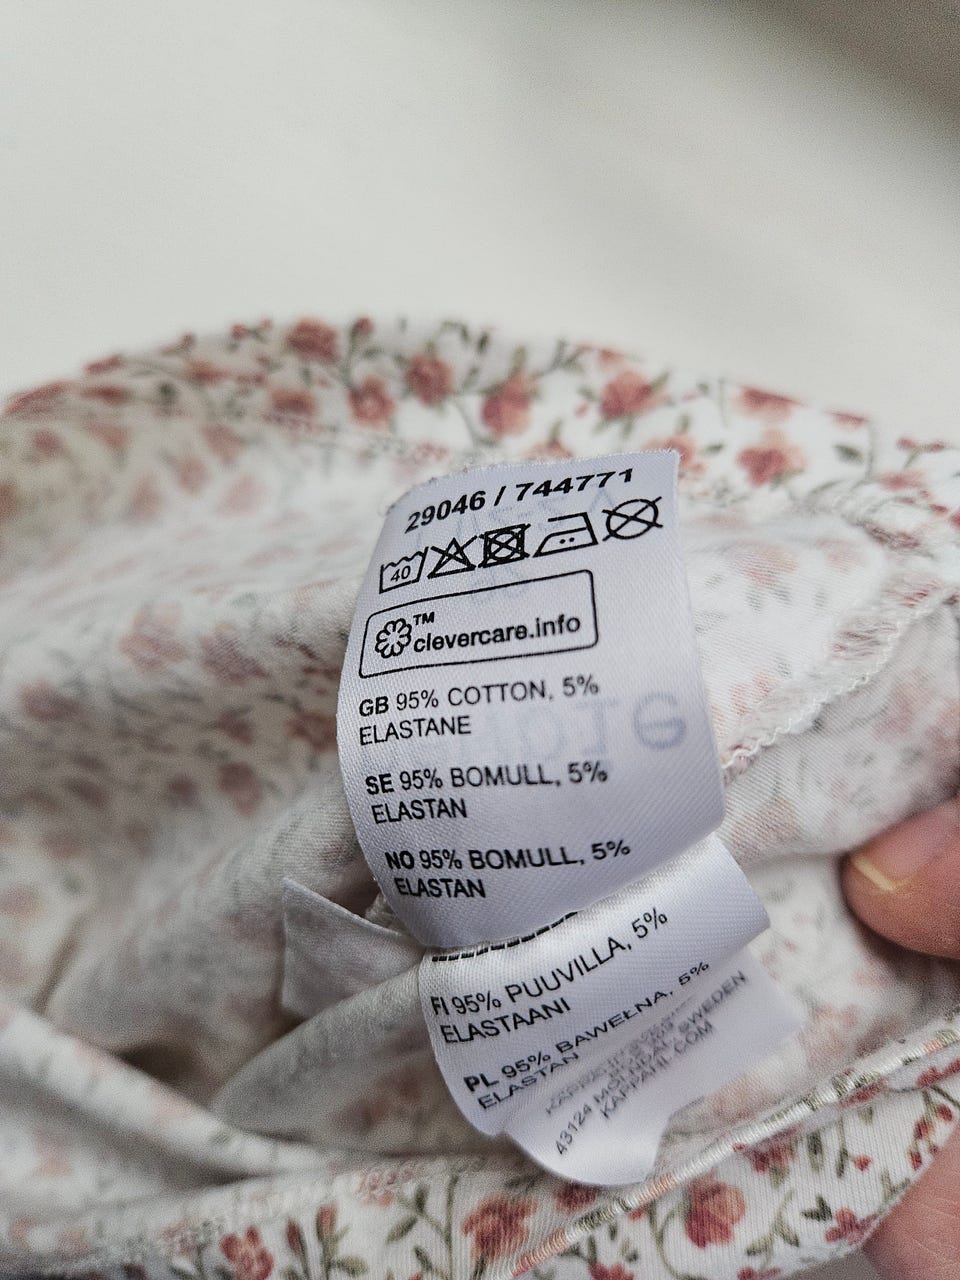 29046 / 744771
40
TM
clevercare.info
GB 95% COTTON, 5%
ELASTANE
SE 95% BOMULL, 5%
ELASTAN
NO 95% BOMULL, 5%
ELASTAN
FI 95% PUUVILLA, 5%
ELASTAANI
PL 95% BAWEŁNA, 5%
ELASTAN
43124 MÖLNDAL SWEDEN
KAPPAHL.COM